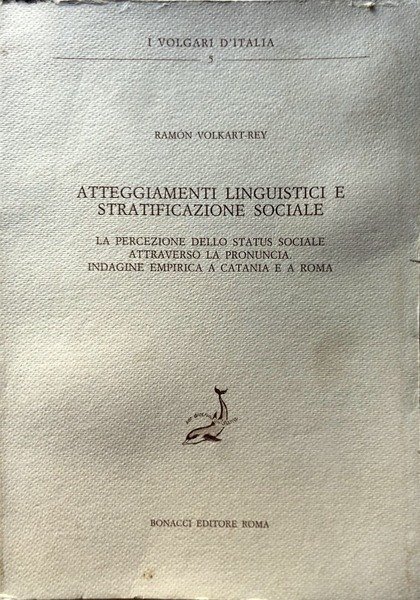 I VOLGARI D'ITALIA
5
RAMÓN VOLKART-REY
ATTEGGIAMENTI LINGUISTICI E
STRATIFICAZIONE SOCIALE
LA PERCEZIONE DELLO STATUS SOCIALE
ATTRAVERSO LA PRONUNCIA.
INDAGINE EMPIRICA A CATANIA E A ROMA
BONACCI EDITORE ROMA